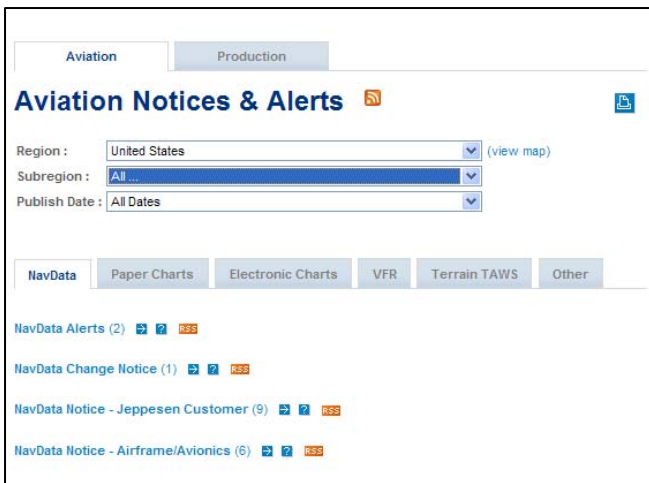 Aviation Production
Aviation Notices & Alerts
Region : United States (view map)
Subregion : All ...
Publish Date : All Dates
NavData Paper Charts Electronic Charts VFR Terrain TAWS Other
NavData Alerts (2) ? RSS
NavData Change Notice (1) ? RSS
NavData Notice - Jeppesen Customer (9) ? RSS
NavData Notice - Airframe/Avionics (6) ? RSS